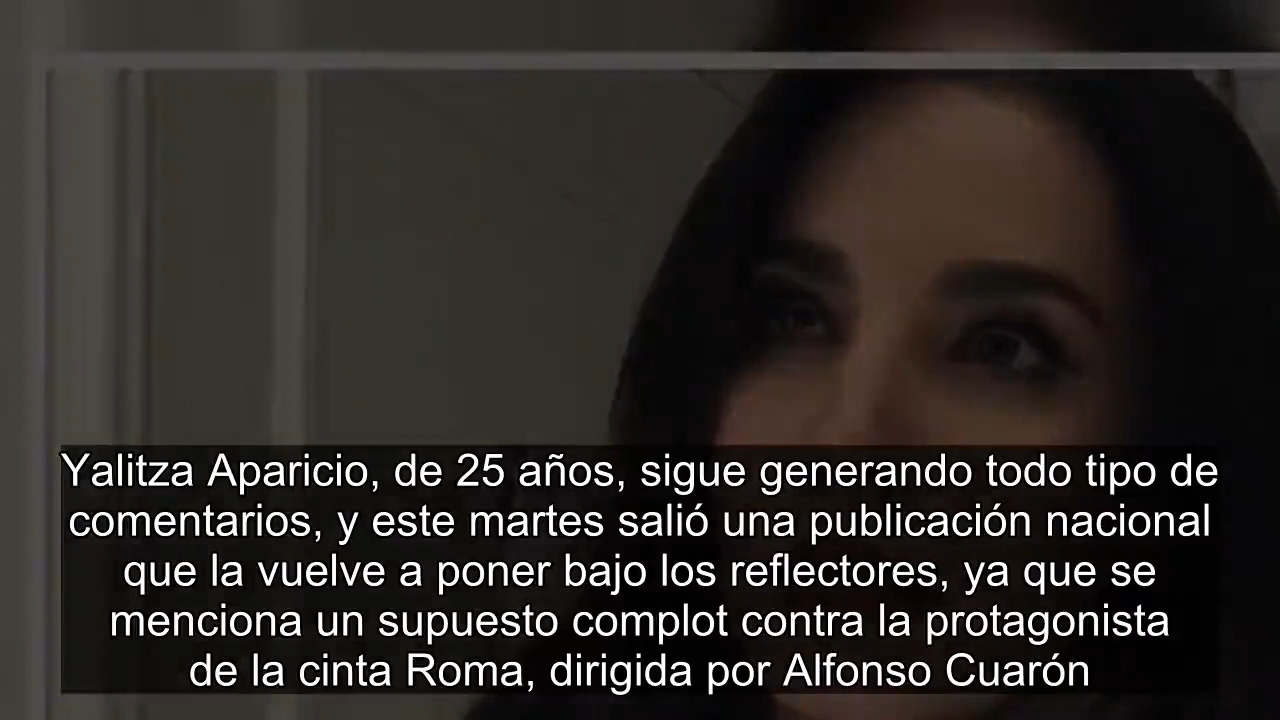 Yalitza Aparicio, de 25 años, sigue generando todo tipo de
comentarios, y este martes salió una publicación nacional
que la vuelve a poner bajo los reflectores, ya que se
menciona un supuesto complot contra la protagonista
de la cinta Roma, dirigida por Alfonso Cuarón